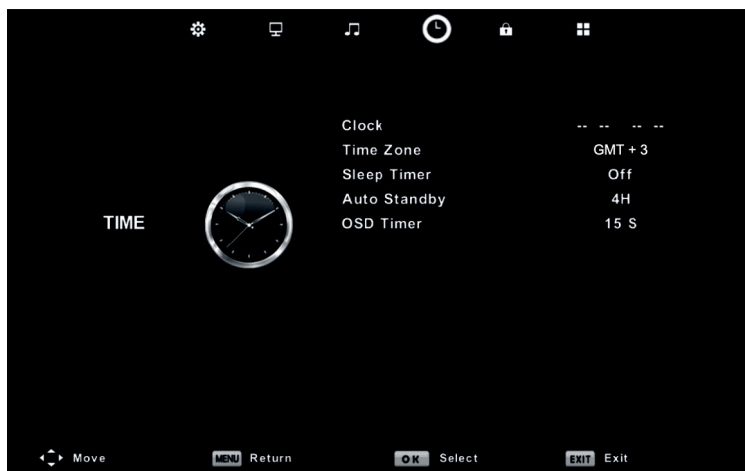 Clock -- -- -- --
Time Zone GMT + 3
Sleep Timer Off
Auto Standby 4H
TIME
OSD Timer 15 S
Move MENU Return OK Select EXIT Exit